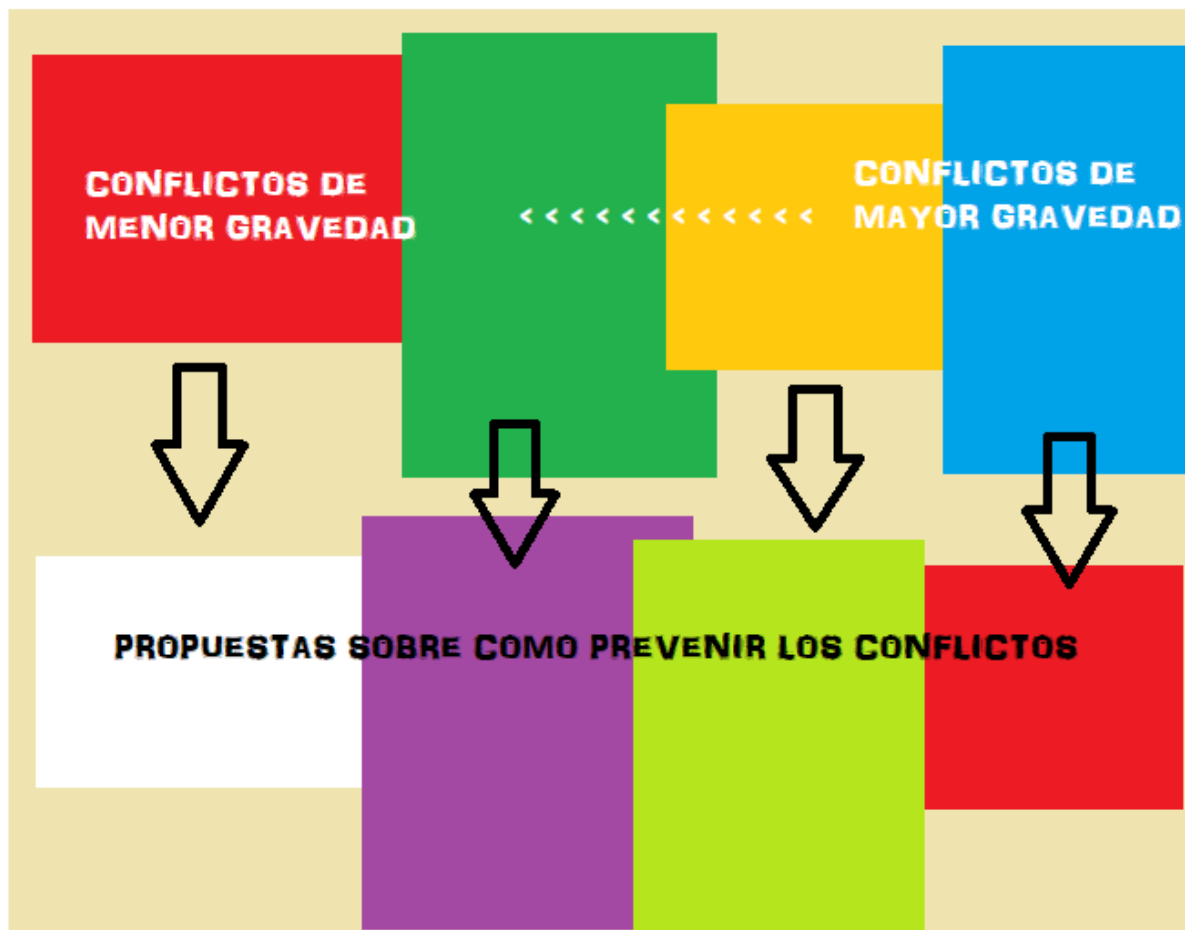 CONFLICTOS DE
MENOR GRAVEDAD
< < < < < < < < < < < <
CONFLICTOS DE
MAYOR GRAVEDAD
PROPUESTAS SOBRE COMO PREVENIR LOS CONFLICTOS